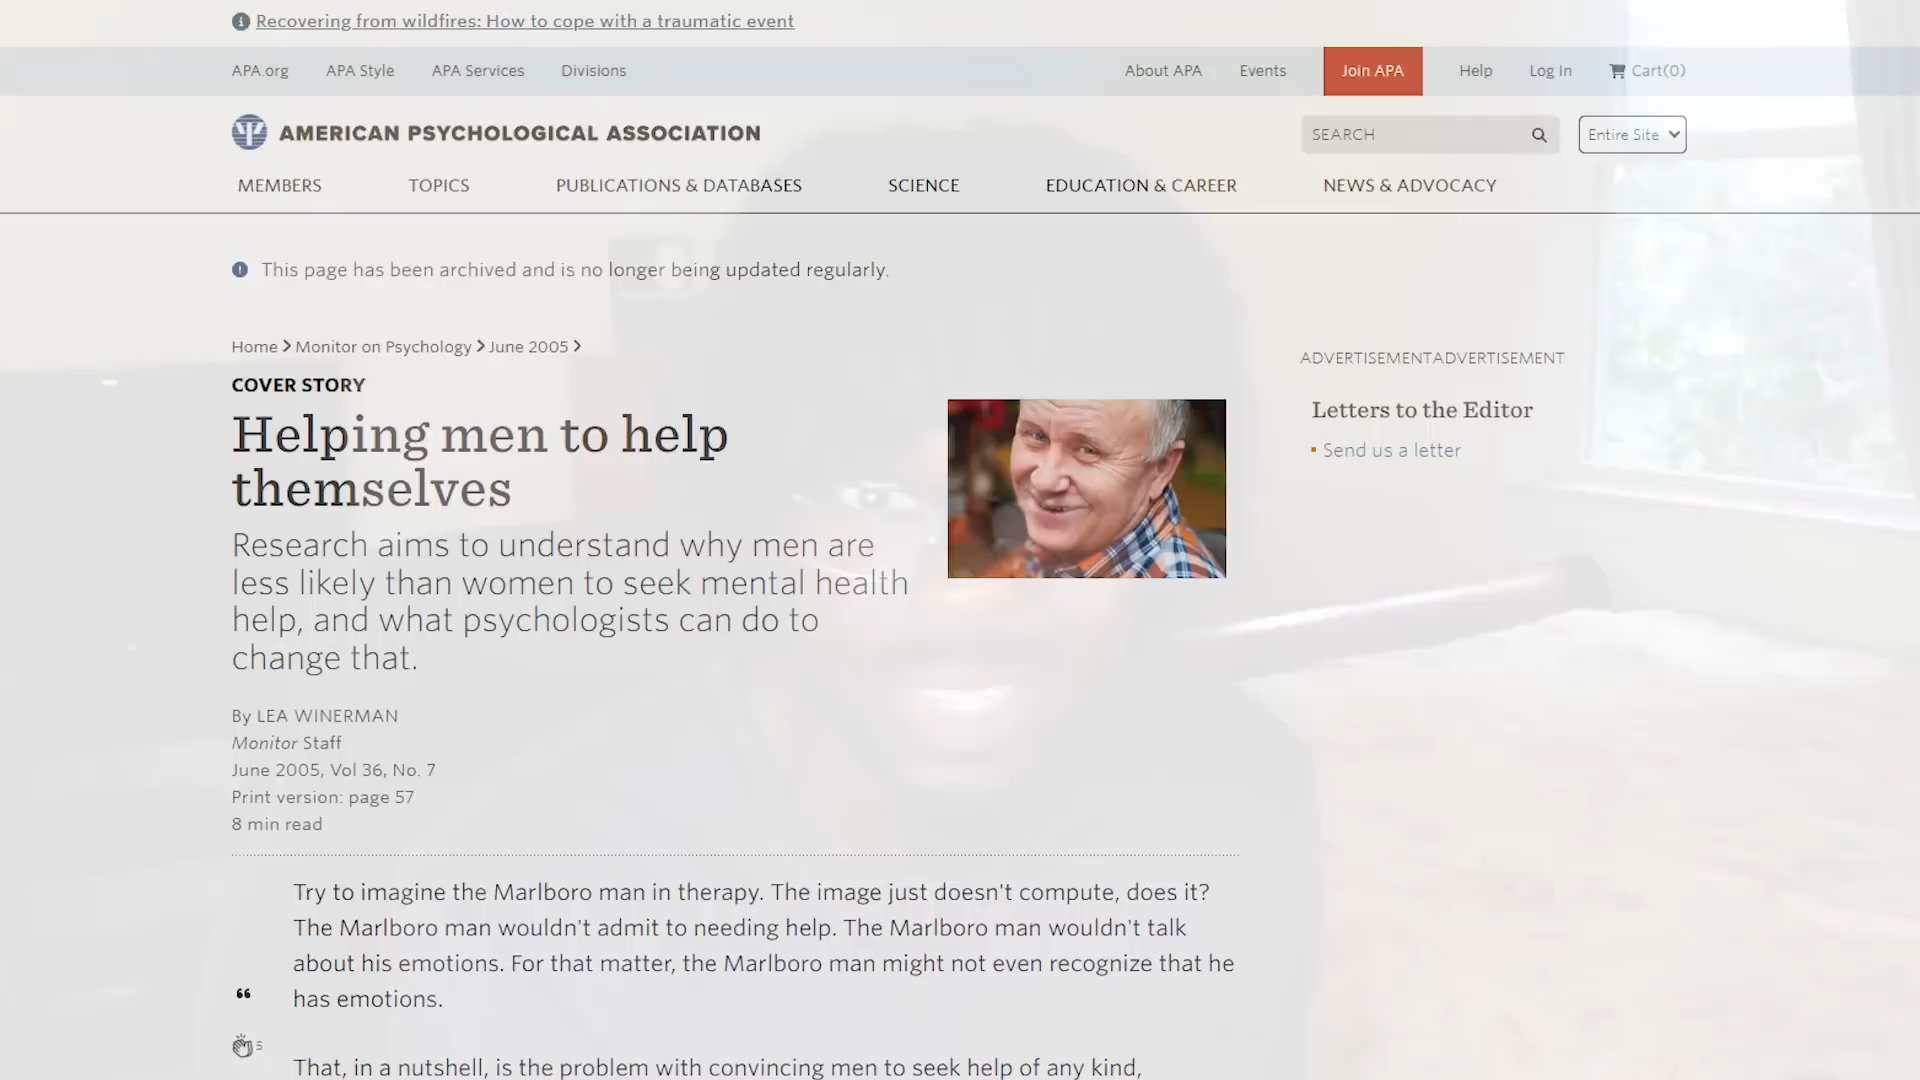 Recovering from wildfires: How to cope with a traumatic event
APA.org APA Style APA Services Divisions About APA Events Join APA Help Log In Cart(0)
AMERICAN PSYCHOLOGICAL ASSOCIATION
SEARCH Entire Site
MEMBERS TOPICS PUBLICATIONS & DATABASES SCIENCE EDUCATION & CAREER NEWS & ADVOCACY
This page has been archived and is no longer being updated regularly.
Home > Monitor on Psychology > June 2005 >
COVER STORY
Helping men to help
themselves
Research aims to understand why men are
less likely than women to seek mental health
help, and what psychologists can do to
change that.
By LEA WINERMAN
Monitor Staff
June 2005, Vol 36, No. 7
Print version: page 57
8 min read
ADVERTISEMENTADVERTISEMENT
Letters to the Editor
Send us a letter
Try to imagine the Marlboro man in therapy. The image just doesn't compute, does it?
The Marlboro man wouldn't admit to needing help. The Marlboro man wouldn't talk
about his emotions. For that matter, the Marlboro man might not even recognize that he
has emotions.
5
That, in a nutshell, is the problem with convincing men to seek help of any kind,